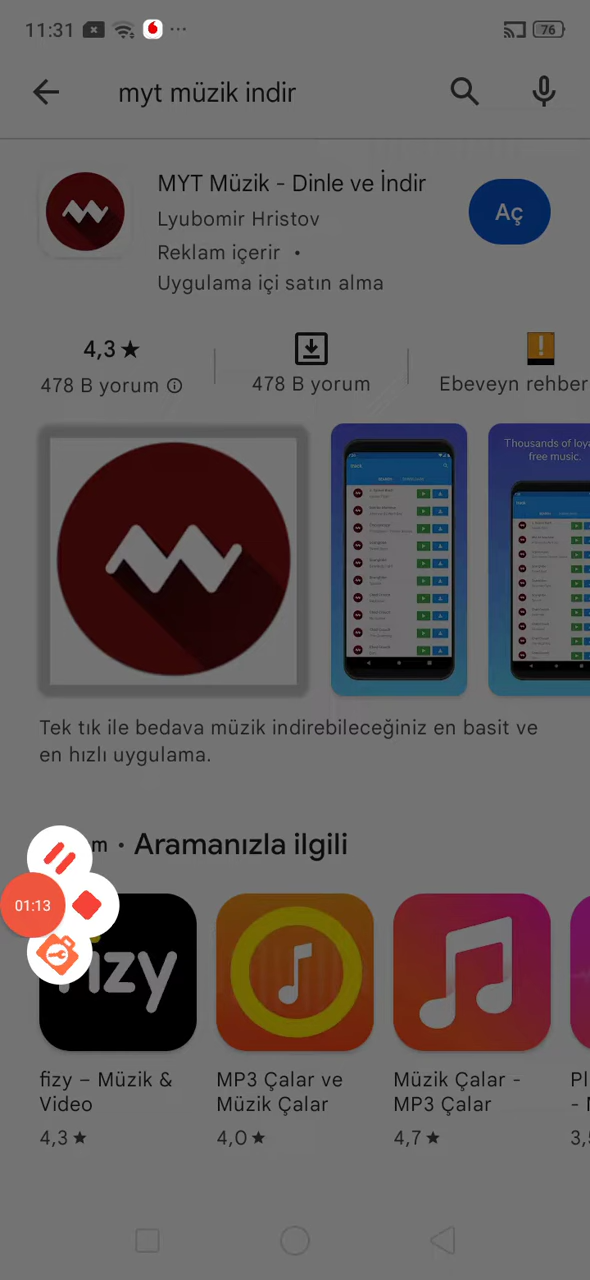 11:31
76
myt müzik indir
MYT Müzik - Dinle ve İndir
Lyubomir Hristov
Reklam içerir •
Uygulama içi satın alma
Aç
4,3 ★
478 B yorum
478 B yorum
Ebeveyn rehber
Thousands of loya
free music.
Tek tık ile bedava müzik indirebileceğiniz en basit ve
en hızlı uygulama.
m • Aramanızla ilgili
01:13
fizy
fizy – Müzik &
Video
4,3 ★
MP3 Çalar ve
Müzik Çalar
4,0 ★
Müzik Çalar -
MP3 Çalar
4,7 ★
Pl
3,5